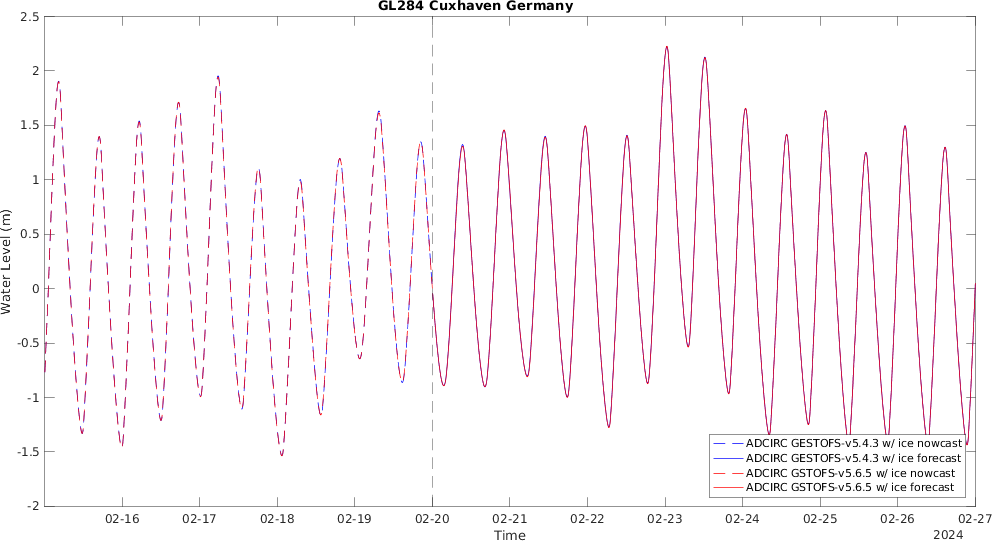 GL284 Cuxhaven Germany
2.5
2
1.5
1
0.5
0
-0.5
-1
-1.5
-2
Water Level (m)
ADCIRC GESTOFS-v5.4.3 w/ ice nowcast
ADCIRC GESTOFS-v5.4.3 w/ ice forecast
ADCIRC GSTOFS-v5.6.5 w/ ice nowcast
ADCIRC GSTOFS-v5.6.5 w/ ice forecast
02-16 02-17 02-18 02-19 02-20 02-21 02-22 02-23 02-24 02-25 02-26 02-27
Time
2024